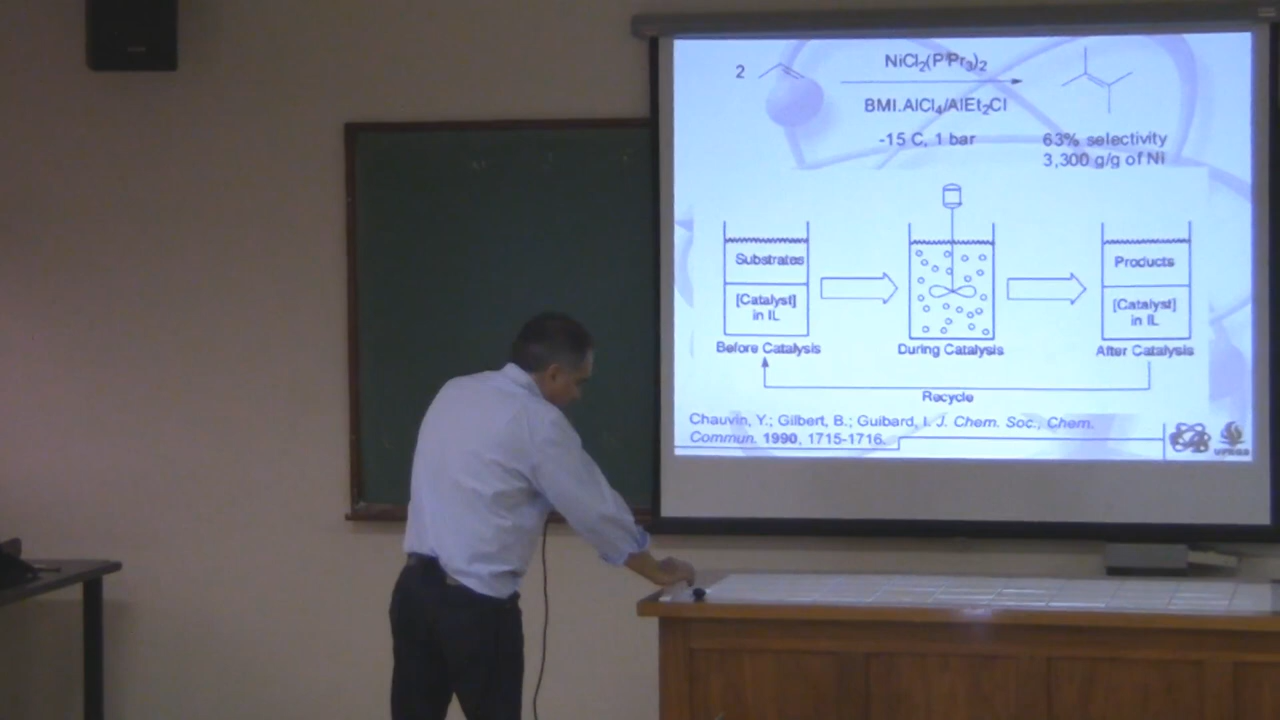 2
NiCl2(PiPr3)2
BMI.AlCl4/AlEt2Cl
-15 C, 1 bar
63% selectivity
3,300 g/g of Ni
Substrates
[Catalyst]
in IL
Products
[Catalyst]
in IL
Before Catalysis
During Catalysis
After Catalysis
Recycle
Chauvin, Y.; Gilbert, B.; Guibard, I. J. Chem. Soc., Chem.
Commun. 1990, 1715-1716.
UFRGS